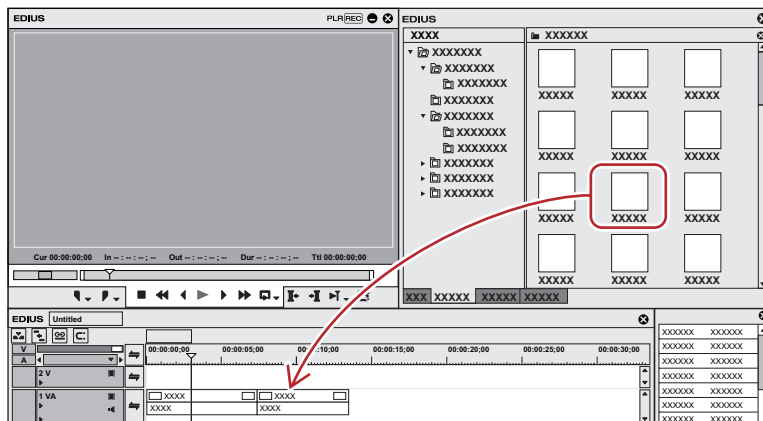 EDIUS PLR REC
Cur 00:00:00;00 In -- : -- : -- ; -- Out -- : -- : -- ; -- Dur -- : -- : -- ; -- Ttl 00:00:00;00
EDIUS
XXXX
XXXXXXX
XXXXXXX
XXXXXXX
XXXXXXX
XXXXXXX
XXXXXXX
XXXXXXX
XXXXXXX
XXXXXXX
XXXXXXX
XXXXXX
XXXXX XXXXX XXXXX
XXXXX XXXXX XXXXX
XXXXX XXXXX XXXXX
XXXXX XXXXX XXXXX
XXX XXXXX XXXXX XXXXX
EDIUS Untitled
V
A
00:00:00;00 00:00:05;00 00:00:10;00 00:00:15;00 00:00:20;00 00:00:25;00 00:00:30;00
2 V
1 VA
XXXX XXXX
XXXX XXXX
XXXXXX XXXXXX
XXXXXX XXXXXX
XXXXXX XXXXXX
XXXXXX XXXXXX
XXXXXX XXXXXX
XXXXXX XXXXXX
XXXXXX XXXXXX